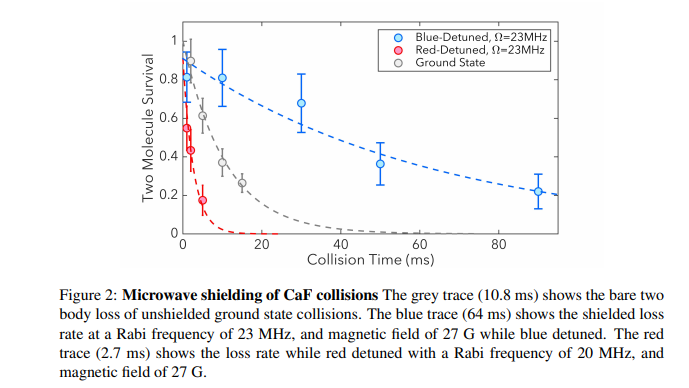 1
0.8
0.6
0.4
0.2
0
Two Molecule Survival
Blue-Detuned, Ω=23MHz
Red-Detuned, Ω=23MHz
Ground State
0 20 40 60 80
Collision Time (ms)
Figure 2: Microwave shielding of CaF collisions The grey trace (10.8 ms) shows the bare two
body loss of unshielded ground state collisions. The blue trace (64 ms) shows the shielded loss
rate at a Rabi frequency of 23 MHz, and magnetic field of 27 G while blue detuned. The red
trace (2.7 ms) shows the loss rate while red detuned with a Rabi frequency of 20 MHz, and
magnetic field of 27 G.